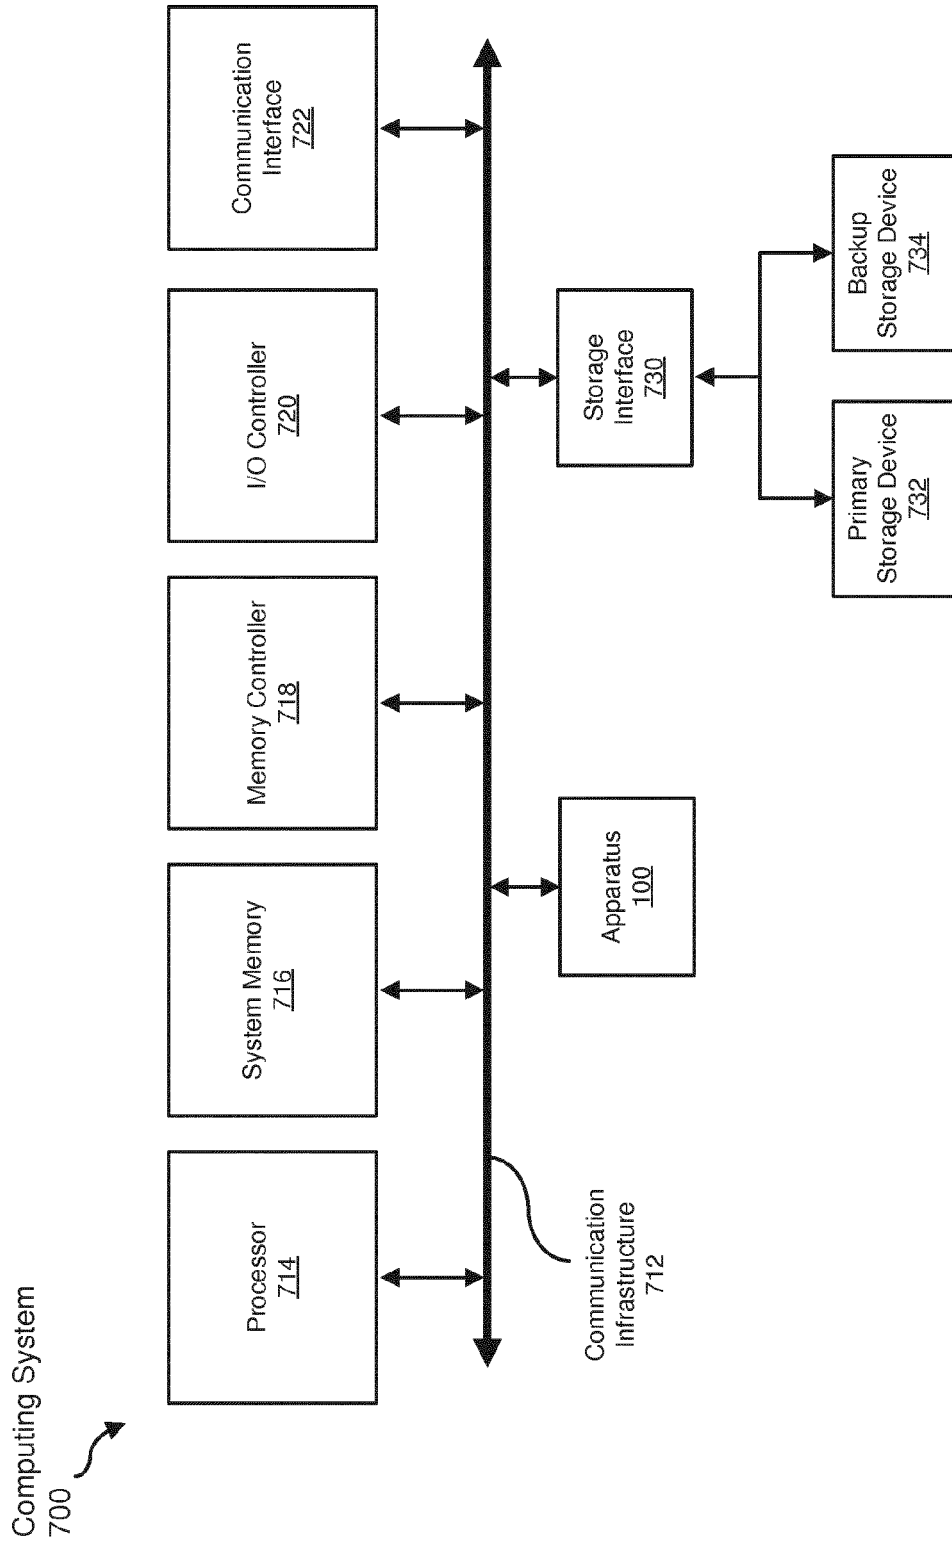 Computing System
700
Processor
714
System Memory
716
Memory Controller
718
I/O Controller
720
Communication
Interface
722
Communication
Infrastructure
712
Apparatus
100
Storage
Interface
730
Primary
Storage Device
732
Backup
Storage Device
734